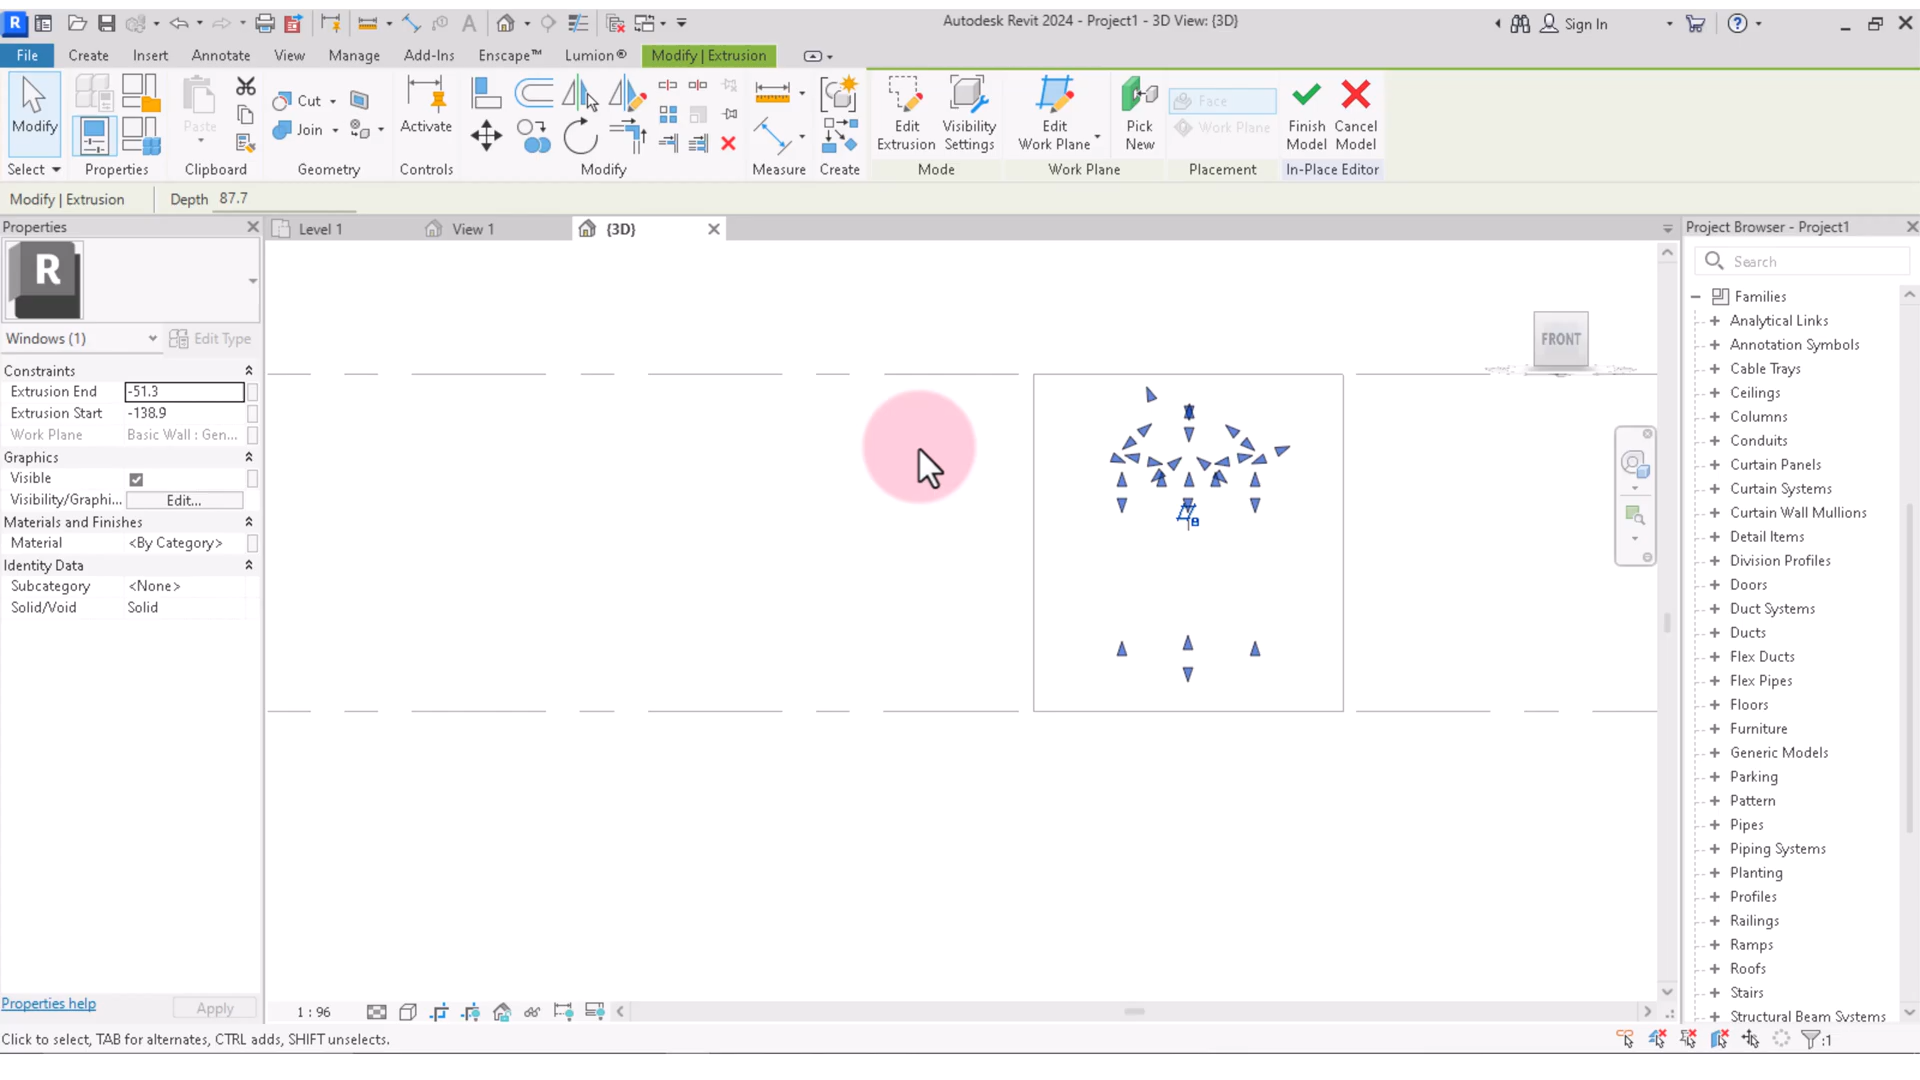 Autodesk Revit 2024 - Project1 - 3D View: {3D}
Sign In
File
Create
Insert
Annotate
View
Manage
Add-Ins
Enscape™
Lumion®
Modify | Extrusion
Modify
Select
Properties
Paste
Clipboard
Cut
Join
Geometry
Activate
Controls
Modify
Measure
Create
Edit
Extrusion
Visibility
Settings
Mode
Edit
Work Plane
Pick
New
Work Plane
Face
Work Plane
Placement
Finish
Model
Cancel
Model
In-Place Editor
Modify | Extrusion
Depth 87.7
Properties
R
Windows (1)
Edit Type
Constraints
Extrusion End -51.3
Extrusion Start -138.9
Work Plane Basic Wall : Gen...
Graphics
Visible
Visibility/Graphi... Edit...
Materials and Finishes
Material <By Category>
Identity Data
Subcategory <None>
Solid/Void Solid
Properties help
Apply
Level 1
View 1
{3D}
FRONT
1 : 96
Project Browser - Project1
Search
Families
Analytical Links
Annotation Symbols
Cable Trays
Ceilings
Columns
Conduits
Curtain Panels
Curtain Systems
Curtain Wall Mullions
Detail Items
Division Profiles
Doors
Duct Systems
Ducts
Flex Ducts
Flex Pipes
Floors
Furniture
Generic Models
Parking
Pattern
Pipes
Piping Systems
Planting
Profiles
Railings
Ramps
Roofs
Stairs
Structural Beam Systems
Click to select, TAB for alternates, CTRL adds, SHIFT unselects.
:1